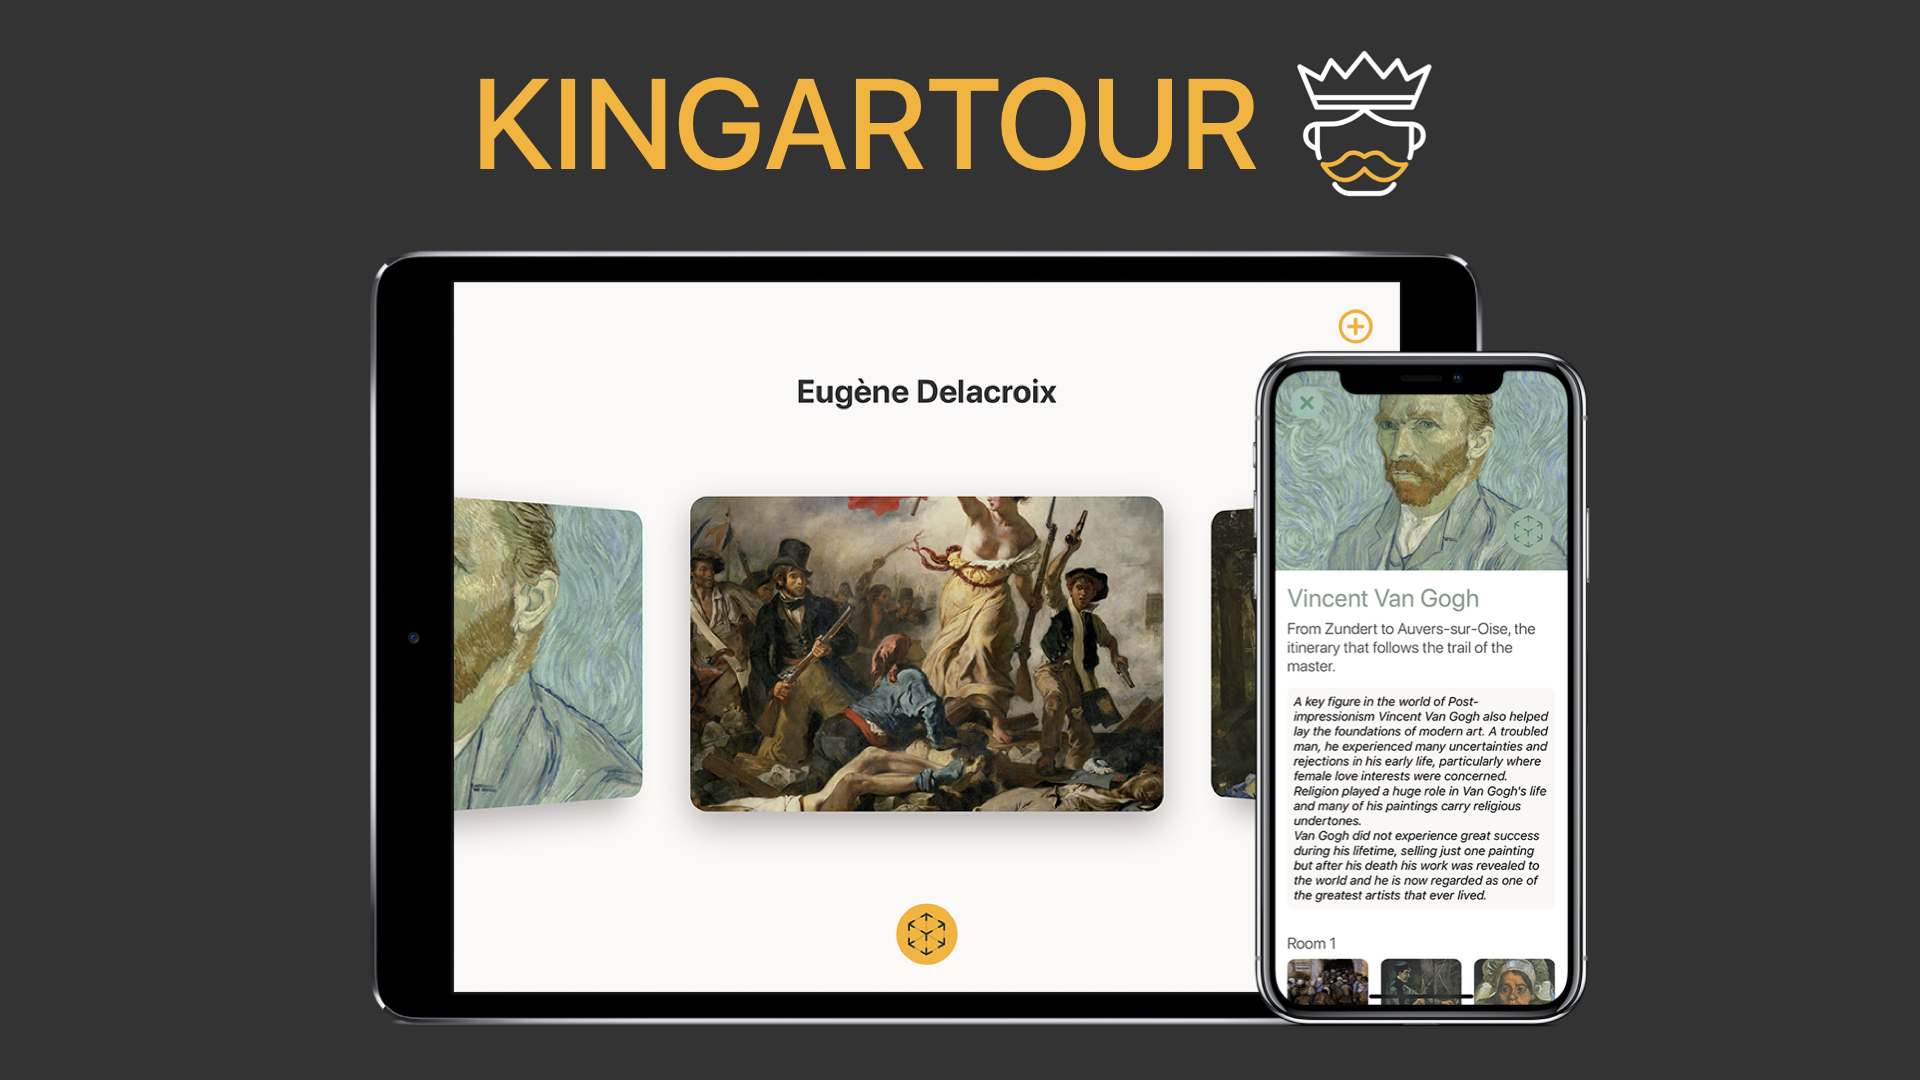 KINGARTOUR
Eugène Delacroix
Vincent Van Gogh
From Zundert to Auvers-sur-Oise, the
itinerary that follows the trail of the
master.
A key figure in the world of Post-
impressionism Vincent Van Gogh also helped
lay the foundations of modern art. A troubled
man, he experienced many uncertainties and
rejections in his early life, particularly where
female love interests were concerned.
Religion played a huge role in Van Gogh's life
and many of his paintings carry religious
undertones.
Van Gogh did not experience great success
during his lifetime, selling just one painting
but after his death his work was revealed to
the world and he is now regarded as one of
the greatest artists that ever lived.
Room 1